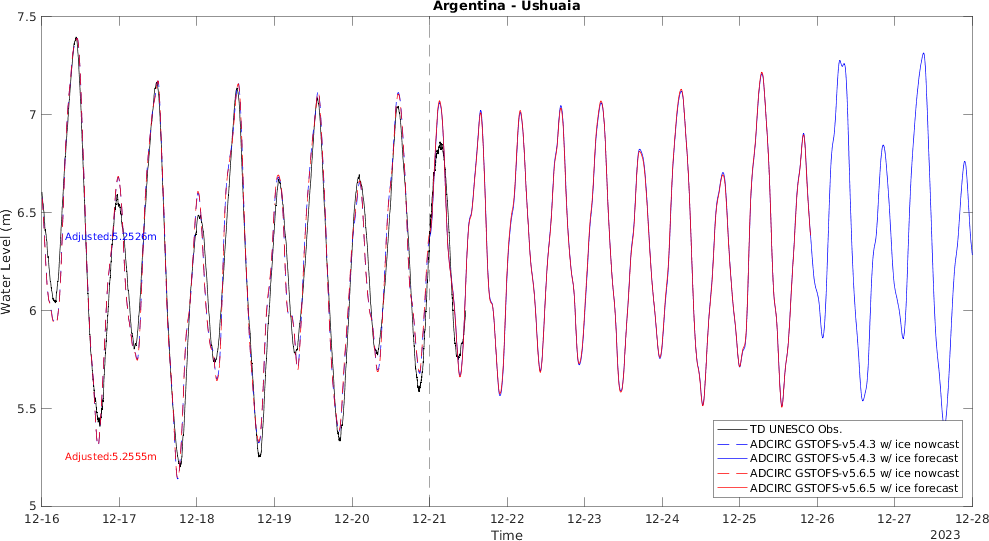 Argentina - Ushuaia
Water Level (m)
7.5
7
6.5
6
5.5
5
Adjusted:5.2526m
Adjusted:5.2555m
TD UNESCO Obs.
ADCIRC GSTOFS-v5.4.3 w/ ice nowcast
ADCIRC GSTOFS-v5.4.3 w/ ice forecast
ADCIRC GSTOFS-v5.6.5 w/ ice nowcast
ADCIRC GSTOFS-v5.6.5 w/ ice forecast
12-16 12-17 12-18 12-19 12-20 12-21 12-22 12-23 12-24 12-25 12-26 12-27 12-28
Time
2023